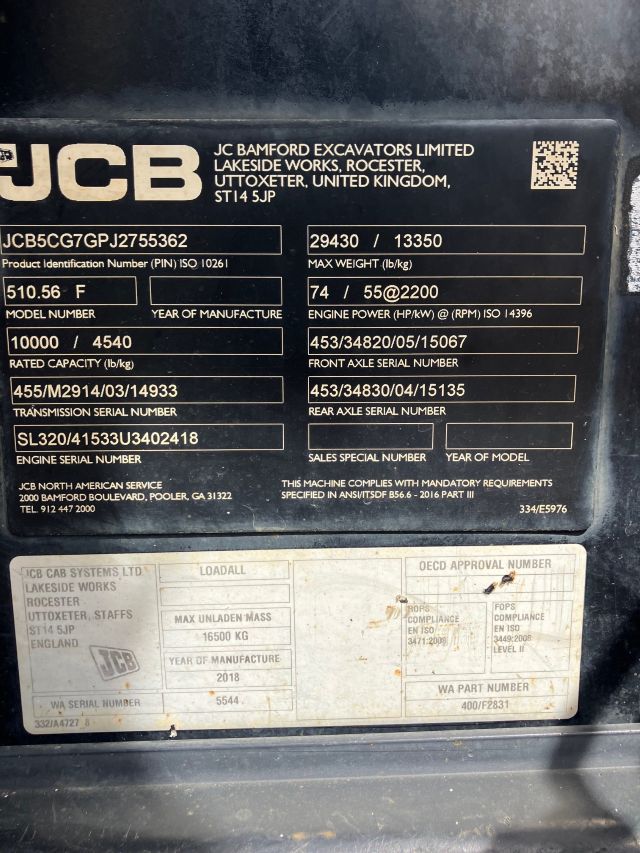 JCB
JC BAMFORD EXCAVATORS LIMITED
LAKESIDE WORKS, ROCESTER,
UTTOXETER, UNITED KINGDOM,
ST14 5JP
JCB5CG7GPJ2755362
Product Identification Number (PIN) ISO 10261
29430 / 13350
MAX WEIGHT (lb/kg)
510.56 F
MODEL NUMBER
YEAR OF MANUFACTURE
74 / 55@2200
ENGINE POWER (HP/kW) @ (RPM) ISO 14396
10000 / 4540
RATED CAPACITY (lb/kg)
453/34820/05/15067
FRONT AXLE SERIAL NUMBER
455/M2914/03/14933
TRANSMISSION SERIAL NUMBER
453/34830/04/15135
REAR AXLE SERIAL NUMBER
SL320/41533U3402418
ENGINE SERIAL NUMBER
SALES SPECIAL NUMBER
YEAR OF MODEL
JCB NORTH AMERICAN SERVICE
2000 BAMFORD BOULEVARD, POOLER, GA 31322
TEL. 912 447 2000
THIS MACHINE COMPLIES WITH MANDATORY REQUIREMENTS
SPECIFIED IN ANSI/ITSDF B56.6 - 2016 PART III
334/E5976
JCB CAB SYSTEMS LTD
LAKESIDE WORKS
ROCESTER
UTTOXETER, STAFFS
ST14 5JP
ENGLAND
JCB
WA SERIAL NUMBER
332/A4727 8
LOADALL
MAX UNLADEN MASS
16500 KG
YEAR OF MANUFACTURE
2018
5544
OECD APPROVAL NUMBER
ROPS
COMPLIANCE
EN ISO
3471:2008
FOPS
COMPLIANCE
EN ISO
3449:2008
LEVEL II
WA PART NUMBER
400/F2831